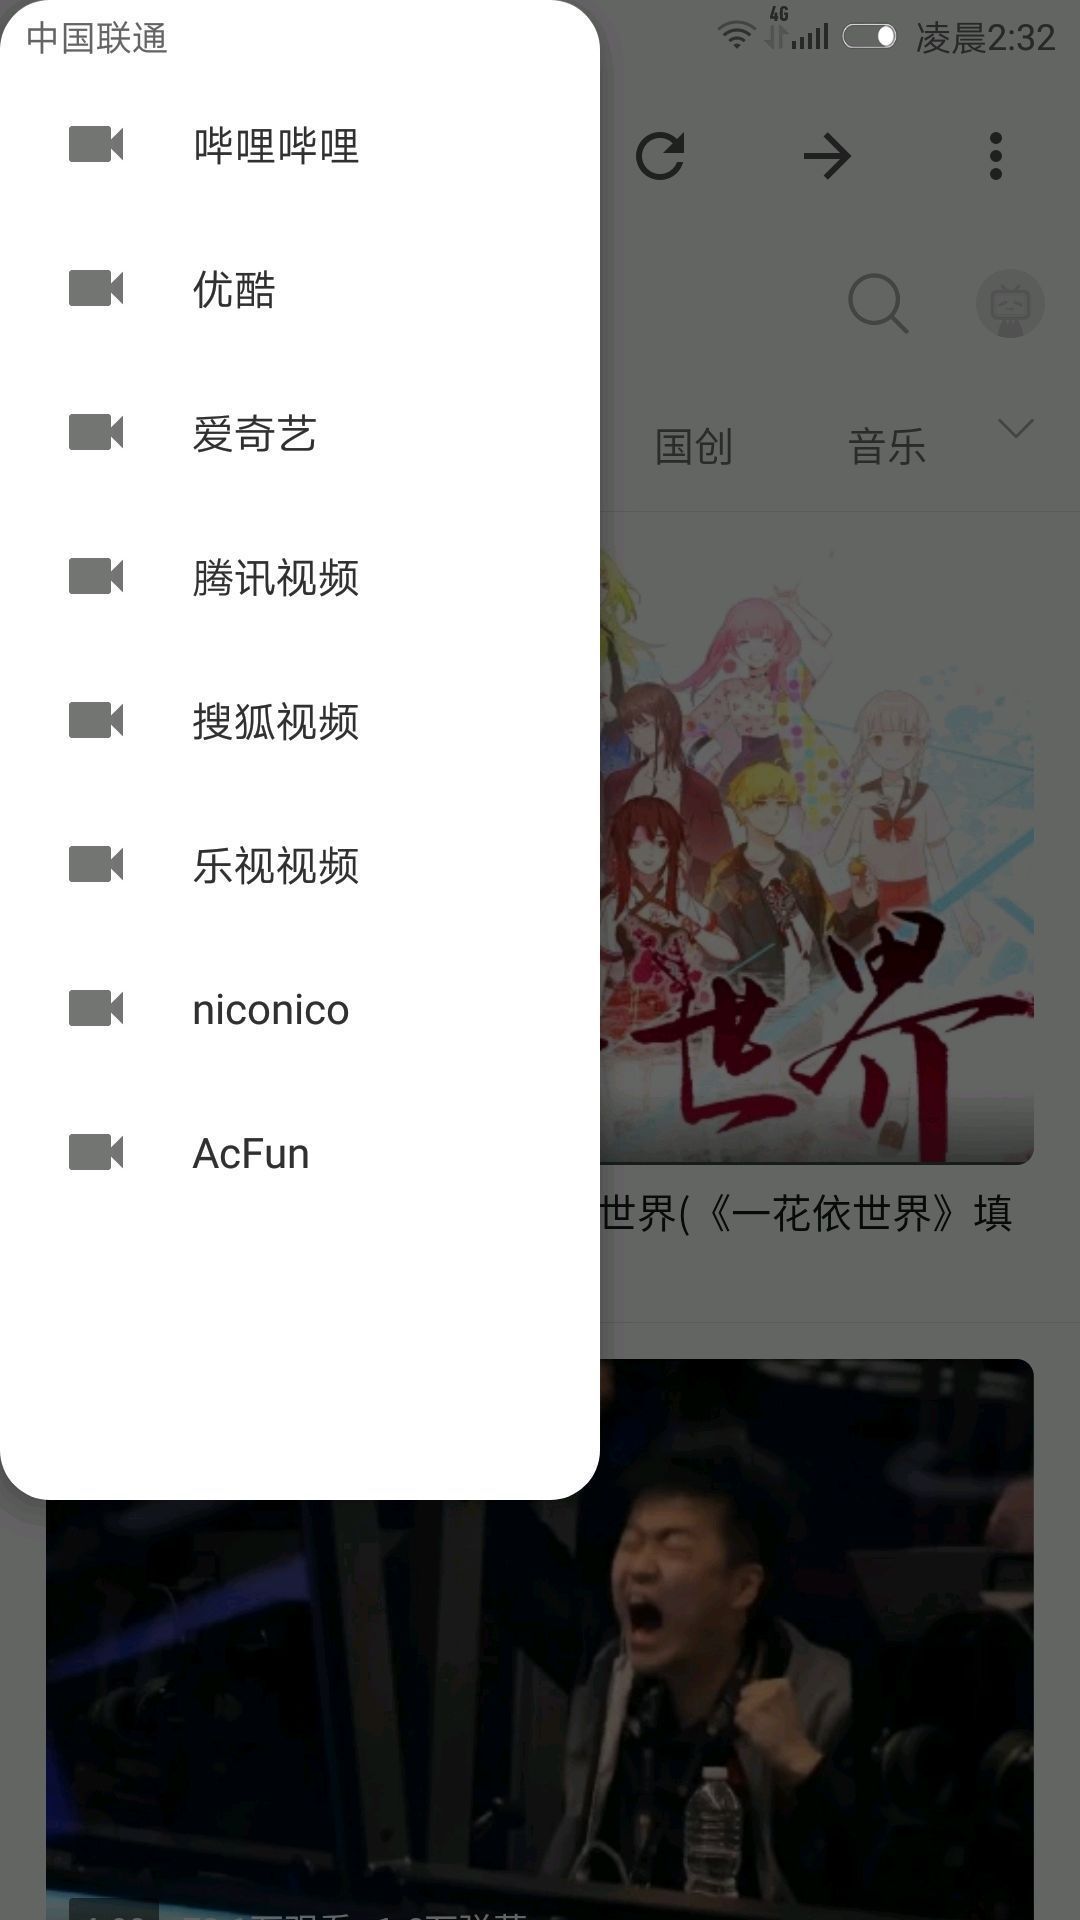 中国联通
4G
凌晨2:32
哔哩哔哩
优酷
爱奇艺
国创
音乐
腾讯视频
搜狐视频
乐视视频
niconico
世界
AcFun
世界(《一花依世界》填